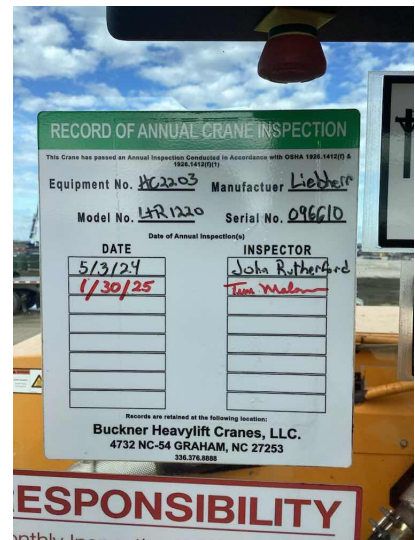 RECORD OF ANNUAL CRANE INSPECTION
This Crane has passed an Annual Inspection Conducted in Accordance with OSHA 1926.1412(f) &
1926.1412(f)(1)
Equipment No. HC2203 Manufactuer Liebherr
Model No. LTR1220 Serial No. 096610
Date of Annual Inspection(s)
DATE INSPECTOR
5/3/24 John Rutherford
1/30/25 Tim
Records are retained at the following location:
Buckner Heavylift Cranes, LLC.
4732 NC-54 GRAHAM, NC 27253
336.376.8888
ESPONSIBILITY